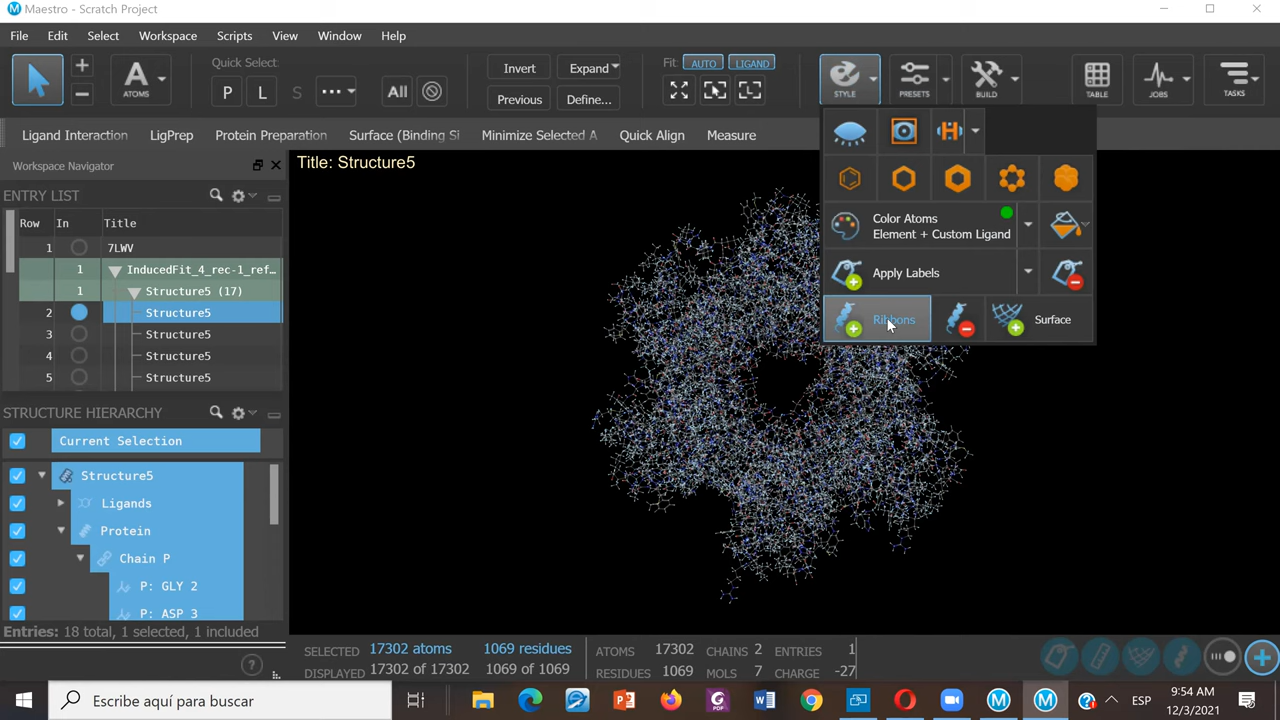 Maestro - Scratch Project
File Edit Select Workspace Scripts View Window Help
Quick Select: Invert Expand Fit: AUTO LIGAND
ATOMS P L S ... All Previous Define... STYLE PRESETS BUILD TABLE JOBS TASKS
Ligand Interaction LigPrep Protein Preparation Surface (Binding Si Minimize Selected A Quick Align Measure
Workspace Navigator
Title: Structure5
ENTRY LIST
Row In Title
1 7LWV
1 InducedFit_4_rec-1_ref...
1 Structure5 (17)
2 Structure5
3 Structure5
4 Structure5
5 Structure5
H
Color Atoms
Element + Custom Ligand
Apply Labels
Ribbons Surface
STRUCTURE HIERARCHY
Current Selection
Structure5
Ligands
Protein
Chain P
P: GLY 2
P: ASP 3
Entries: 18 total, 1 selected, 1 included
SELECTED 17302 atoms 1069 residues ATOMS 17302 CHAINS 2 ENTRIES 1
DISPLAYED 17302 of 17302 1069 of 1069 RESIDUES 1069 MOLS 7 CHARGE -27
Escribe aquí para buscar
ESP
9:54 AM
12/3/2021